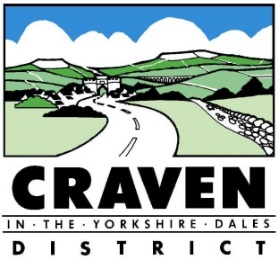 CRAVEN
IN · THE · YORKSHIRE · DALES
DISTRICT